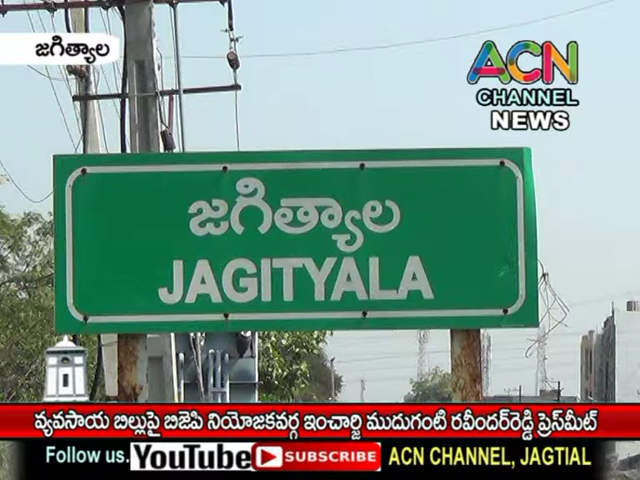 జగిత్యాల
ACN
CHANNEL
NEWS
జగిత్యాల
JAGITYALA
వ్యవసాయ బిల్లుపై బిజెపి నియోజకవర్గ ఇంచార్జి ముదుగంటి రవీందర్‌రెడ్డి ప్రెస్‌మీట్
Follow us. YouTube SUBSCRIBE ACN CHANNEL, JAGTIAL